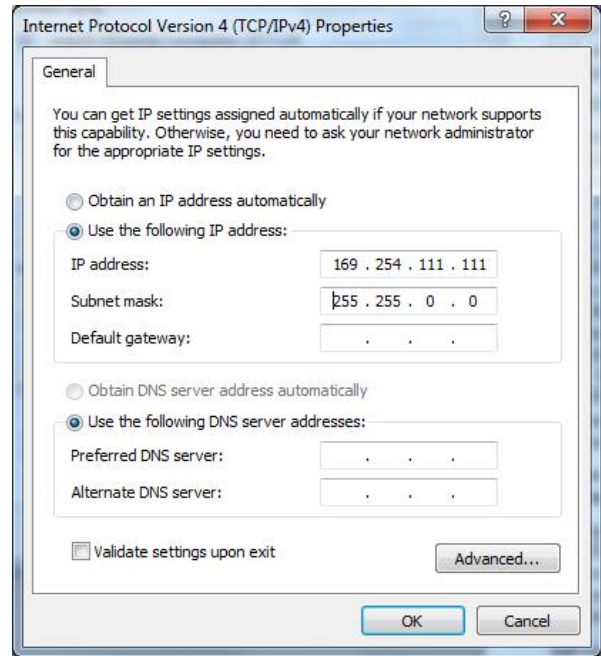 Internet Protocol Version 4 (TCP/IPv4) Properties
General
You can get IP settings assigned automatically if your network supports
this capability. Otherwise, you need to ask your network administrator
for the appropriate IP settings.
Obtain an IP address automatically
Use the following IP address:
IP address: 169 . 254 . 111 . 111
Subnet mask: 255 . 255 . 0 . 0
Default gateway: . . .
Obtain DNS server address automatically
Use the following DNS server addresses:
Preferred DNS server: . . .
Alternate DNS server: . . .
Validate settings upon exit
Advanced...
OK Cancel